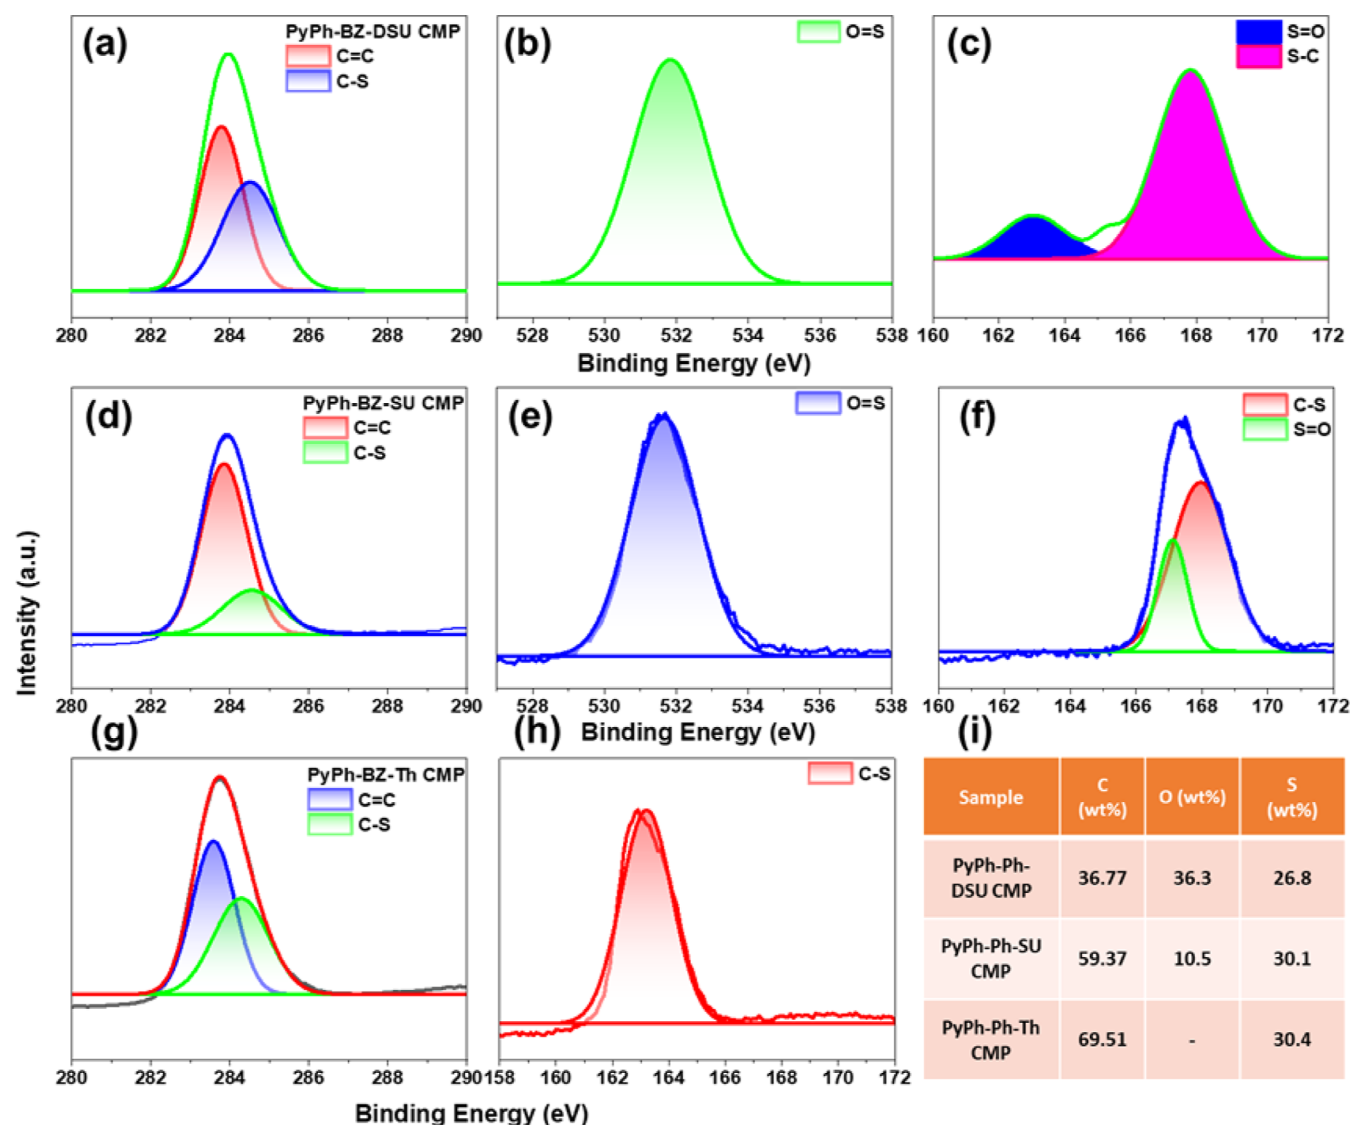 (a)
PyPh-BZ-DSU CMP
C=C
C-S
280 282 284 286 288 290
(b)
O=S
528 530 532 534 536 538
(c)
S=O
S-C
160 162 164 166 168 170 172
Binding Energy (eV)
Intensity (a.u.)
(d)
PyPh-BZ-SU CMP
C=C
C-S
280 282 284 286 288 290
(e)
O=S
528 530 532 534 536 538
(f)
C-S
S=O
160 162 164 166 168 170 172
Binding Energy (eV)
(g)
PyPh-BZ-Th CMP
C=C
C-S
280 282 284 286 288 290
(h)
C-S
158 160 162 164 166 168 170 172
Binding Energy (eV)
(i)
Sample C (wt%) O (wt%) S (wt%)
PyPh-Ph-
DSU CMP 36.77 36.3 26.8
PyPh-Ph-SU
CMP 59.37 10.5 30.1
PyPh-Ph-Th
CMP 69.51 - 30.4